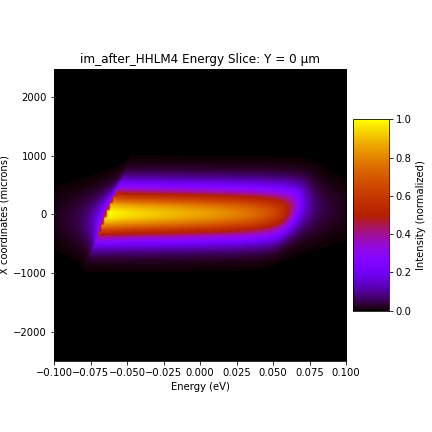 im_after_HHLM4 Energy Slice: Y = 0 μm
X coordinates (microns)
2000
1000
0
−1000
−2000
−0.100 −0.075 −0.050 −0.025 0.000 0.025 0.050 0.075 0.100
Energy (eV)
1.0
0.8
0.6
0.4
0.2
0.0
Intensity (normalized)